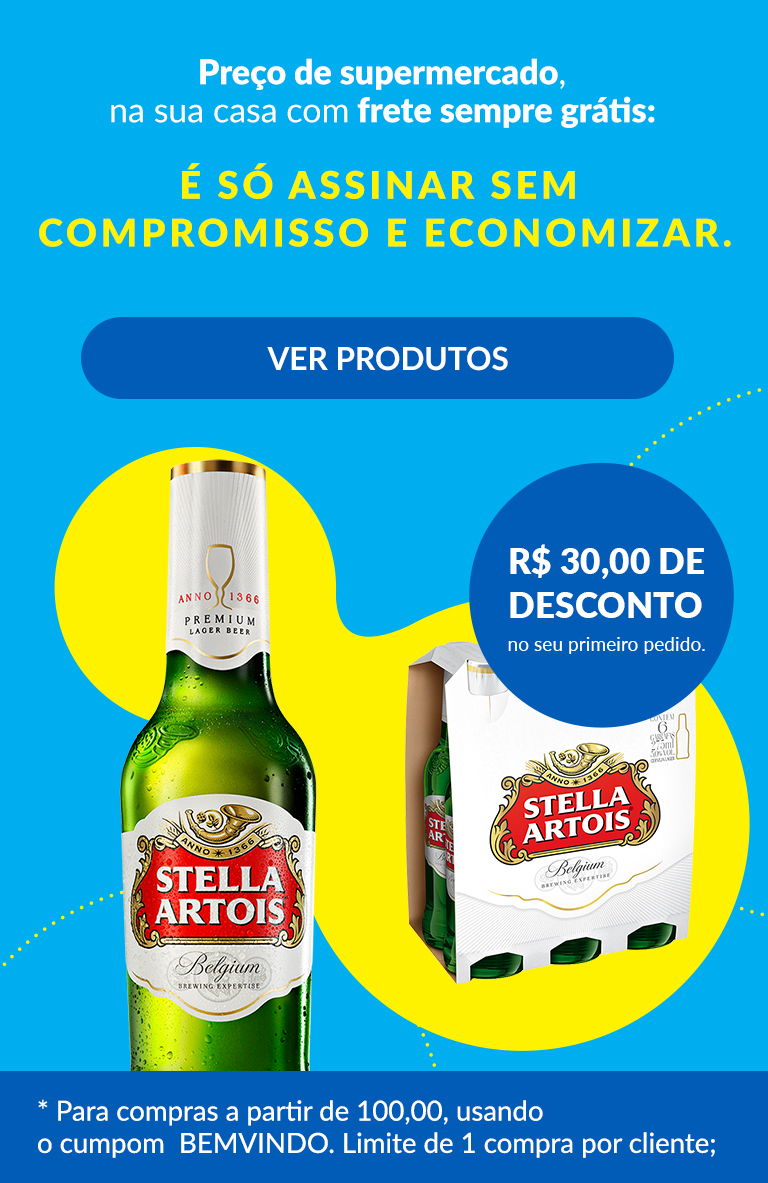 Preço de supermercado,
na sua casa com frete sempre grátis:
É SÓ ASSINAR SEM
COMPROMISSO E ECONOMIZAR.
VER PRODUTOS
R$ 30,00 DE
DESCONTO
no seu primeiro pedido.
ANNO 1366
PREMIUM
LAGER BEER
ANNO ★ 1366
STELLA
ARTOIS
Belgium
BREWING EXPERTISE
CONTÉM
6
GARRAFAS
ANNO ★ 1366
STELLA
ARTOIS
Belgium
BREWING EXPERTISE
* Para compras a partir de 100,00, usando
o cumpom  BEMVINDO. Limite de 1 compra por cliente;